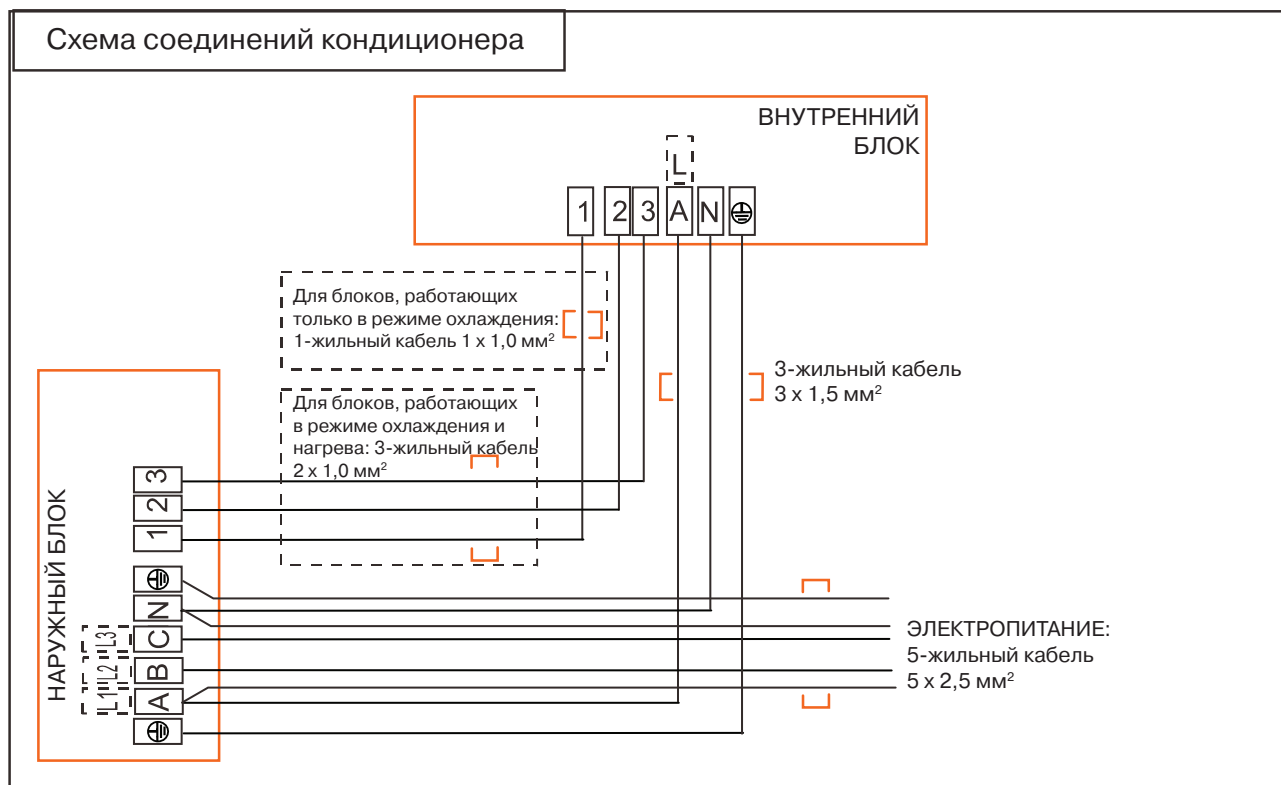 Схема соединений кондиционера
ВНУТРЕННИЙ
БЛОК
L
1 2 3 A N
Для блоков, работающих
только в режиме охлаждения:
1-жильный кабель 1 x 1,0 мм²
3-жильный кабель
3 x 1,5 мм²
Для блоков, работающих
в режиме охлаждения и
нагрева: 3-жильный кабель
2 x 1,0 мм²
НАРУЖНЫЙ БЛОК
3
2
1
N
L3 C
L2 B
L1 A
ЭЛЕКТРОПИТАНИЕ:
5-жильный кабель
5 x 2,5 мм²